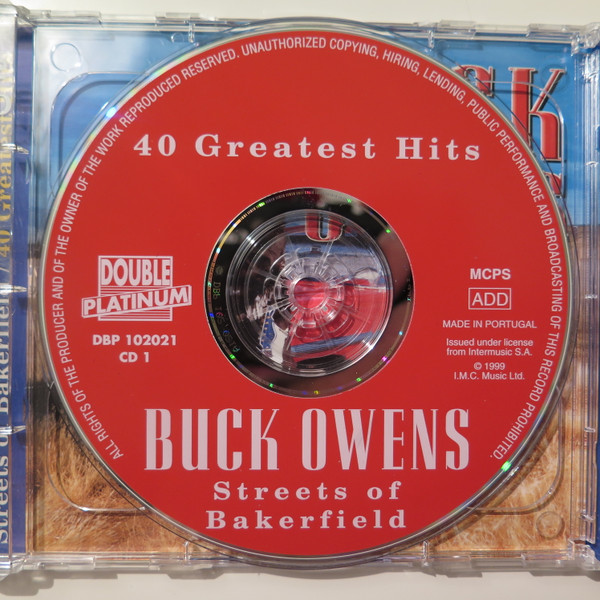 ALL RIGHTS OF THE PRODUCER AND OF THE OWNER OF THE WORK REPRODUCED RESERVED. UNAUTHORIZED COPYING, HIRING, LENDING, PUBLIC PERFORMANCE AND BROADCASTING OF THIS RECORD PROHIBITED.
40 Greatest Hits
DOUBLE
PLATINUM
DBP 102021
CD 1
MCPS
ADD
MADE IN PORTUGAL
Issued under license
from Intermusic S.A.
© 1999
I.M.C. Music Ltd.
BUCK OWENS
Streets of
Bakerfield
Streets of Bakerfield / 40 Greatest
CK